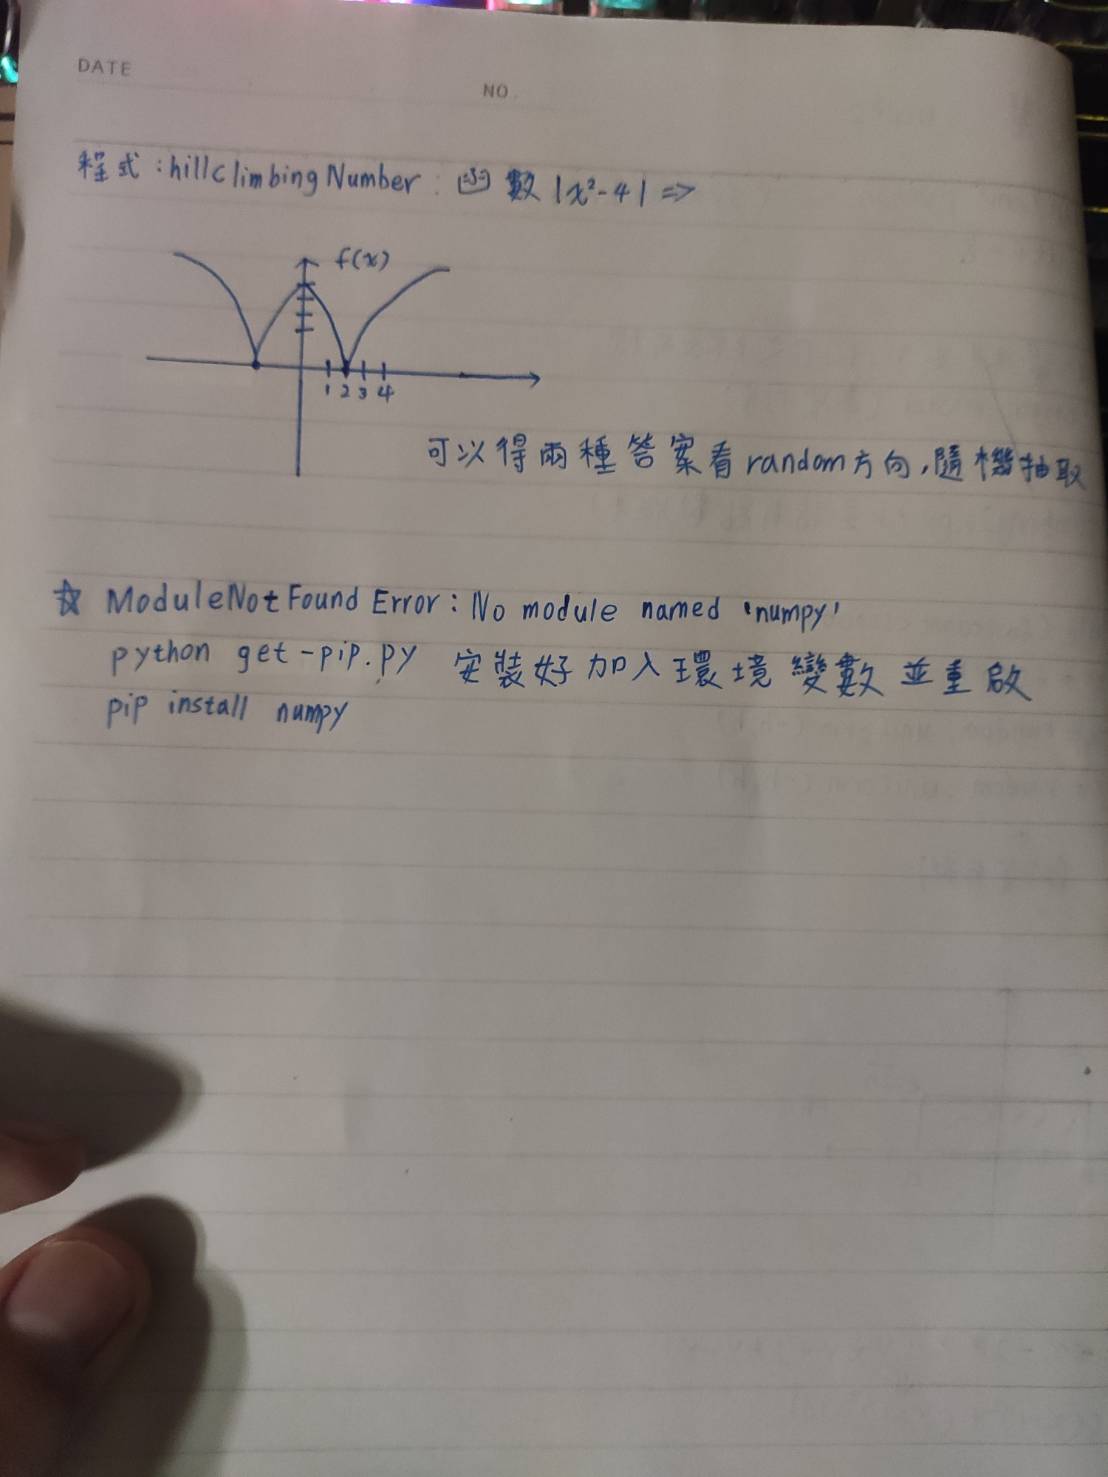 DATE
NO.
程式:hillclimbingNumber:函數|x²-4| =>
f(x)
1 2 3 4
可以得兩種答案看random方向,隨機抽取
☆ ModuleNotFoundError:No module named 'numpy'
python get-pip.py 安裝好加入環境變數並重啟
pip install numpy